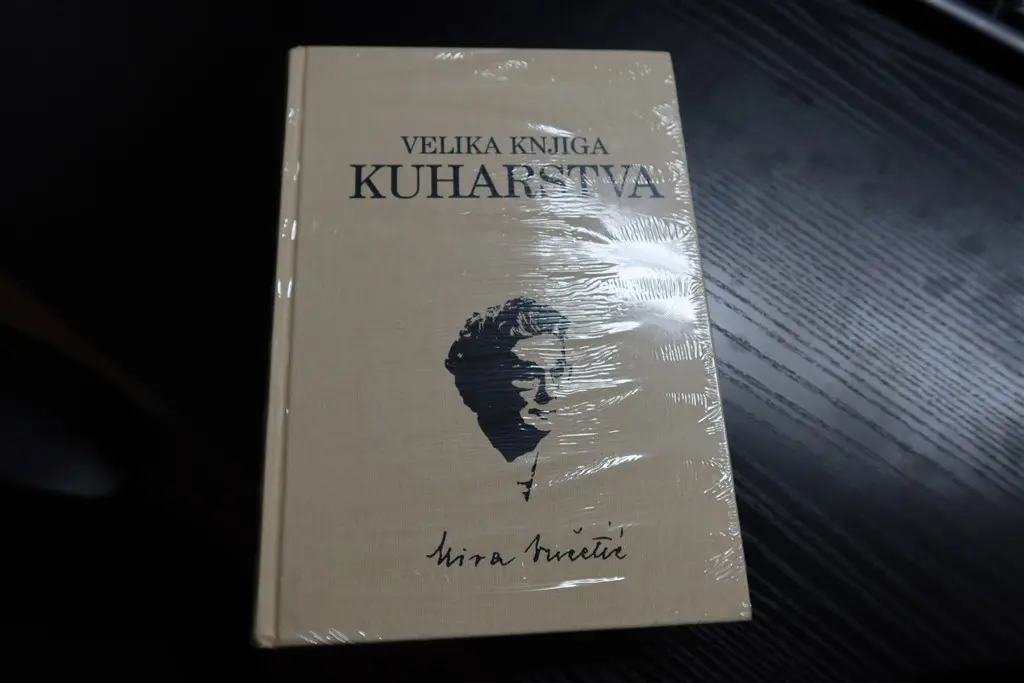 VELIKA KNJIGA
KUHARSTVA
Mira Vučetić